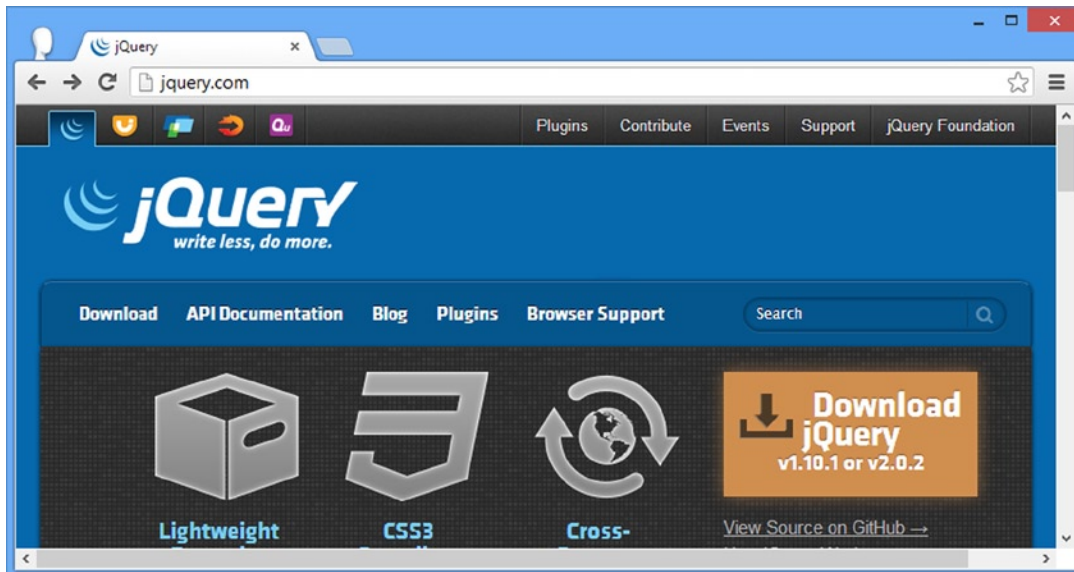 jQuery
jquery.com
Qu
Plugins Contribute Events Support jQuery Foundation
jQuery
write less, do more.
Download API Documentation Blog Plugins Browser Support Search
Download
jQuery
v1.10.1 or v2.0.2
Lightweight CSS3 Cross-
View Source on GitHub →